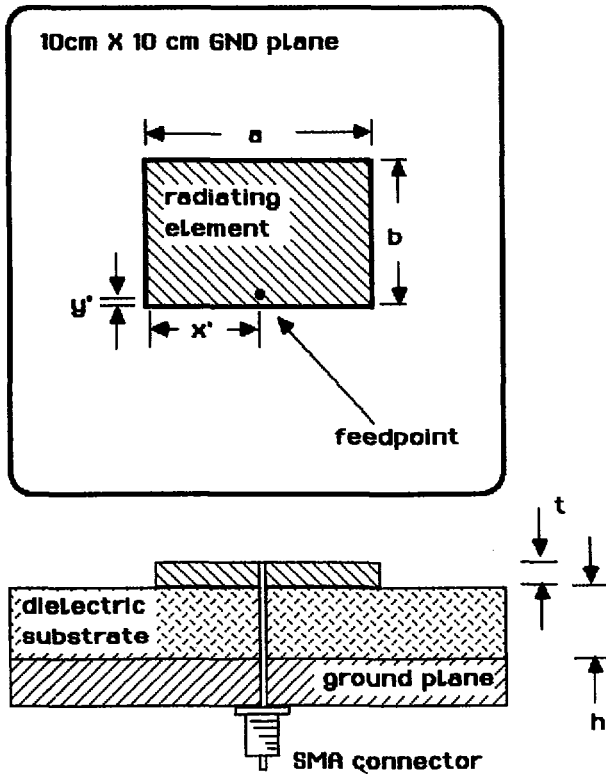 10cm X 10 cm GND plane
a
radiating
element
b
y'
x'
feedpoint
t
dielectric
substrate
ground plane
h
SMA connector